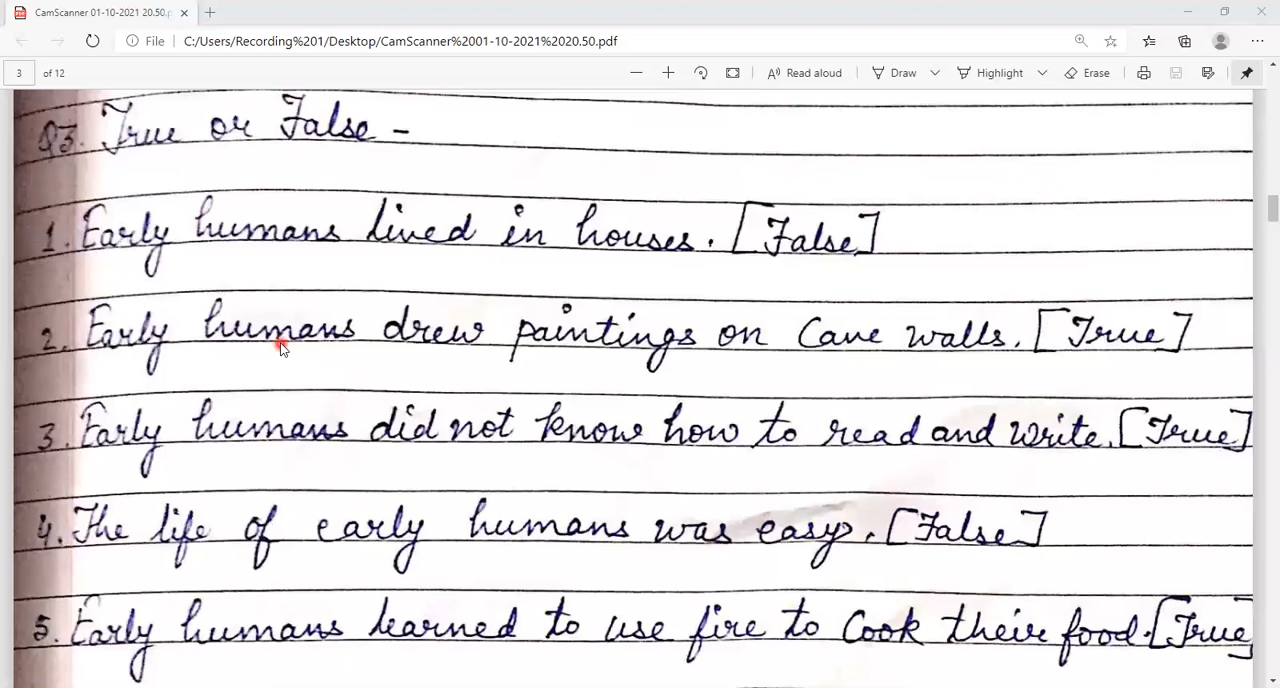 CamScanner 01-10-2021 20.50.p
File C:/Users/Recording%201/Desktop/CamScanner%2001-10-2021%2020.50.pdf
3 of 12 Read aloud Draw Highlight Erase
Q3. True or False -
1. Early humans lived in houses. [False]
2. Early humans drew paintings on Cave walls. [True]
3. Early humans did not know how to read and write. [True]
4. The life of early humans was easy. [False]
5. Early humans learned to use fire to Cook their food. [True]